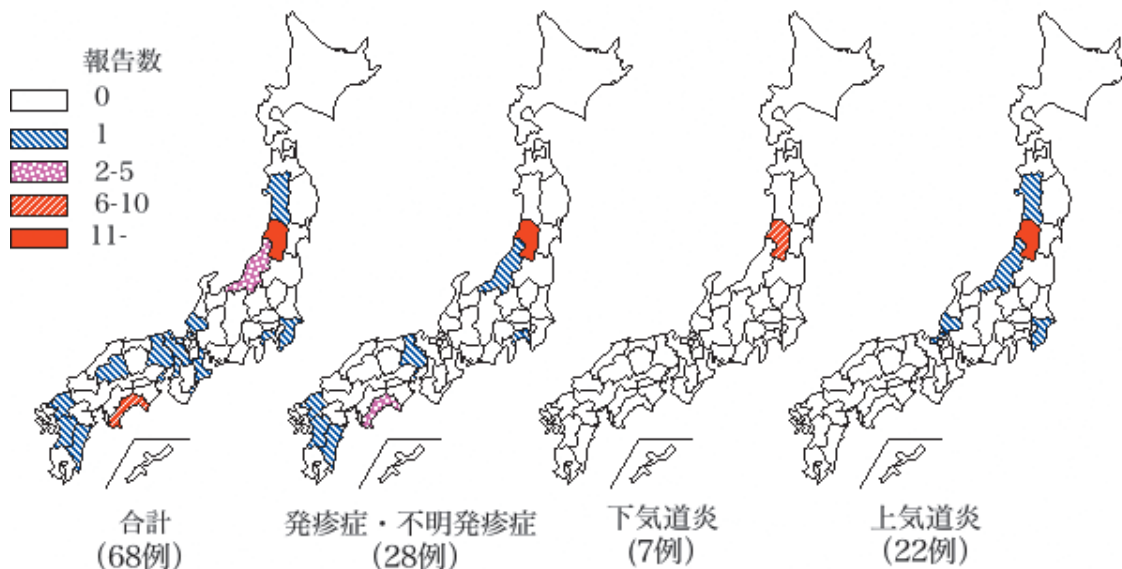 報告数
0
1
2-5
6-10
11-
合計
(68例)
発疹症・不明発疹症
(28例)
下気道炎
(7例)
上気道炎
(22例)